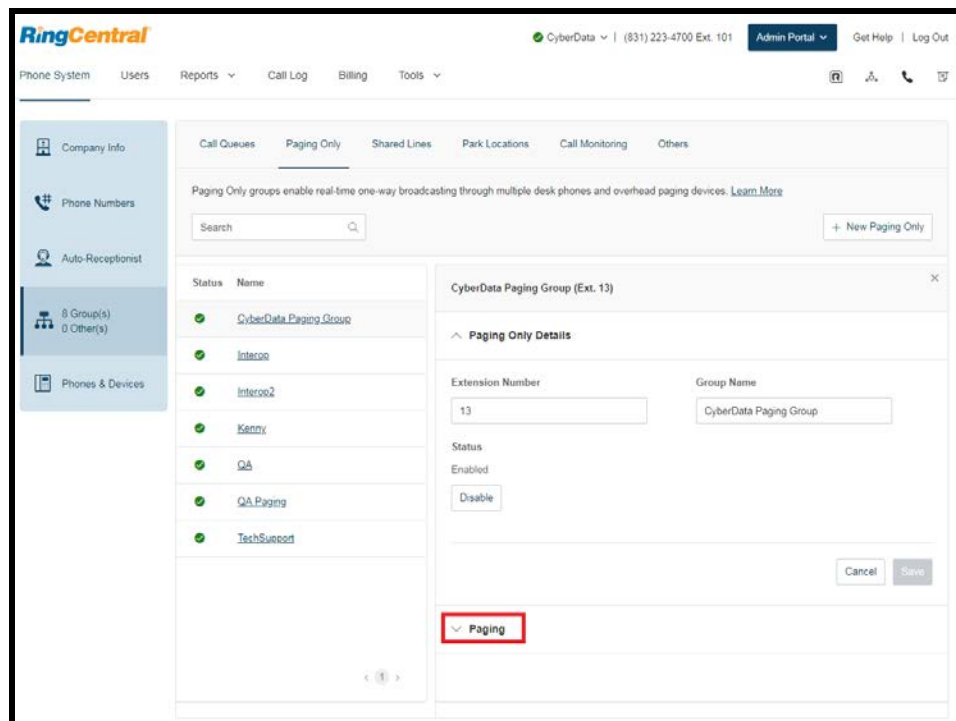 RingCentral
CyberData | (831) 223-4700 Ext. 101 Admin Portal Get Help | Log Out
Phone System Users Reports Call Log Billing Tools
Company Info
Phone Numbers
Auto-Receptionist
8 Group(s)
0 Other(s)
Phones & Devices
Call Queues Paging Only Shared Lines Park Locations Call Monitoring Others
Paging Only groups enable real-time one-way broadcasting through multiple desk phones and overhead paging devices. Learn More
Search
+ New Paging Only
Status Name
CyberData Paging Group
Interop
Interop2
Kenny
QA
QA Paging
TechSupport
< 1 >
CyberData Paging Group (Ext. 13)
Paging Only Details
Extension Number Group Name
13 CyberData Paging Group
Status
Enabled
Disable
Cancel Save
Paging